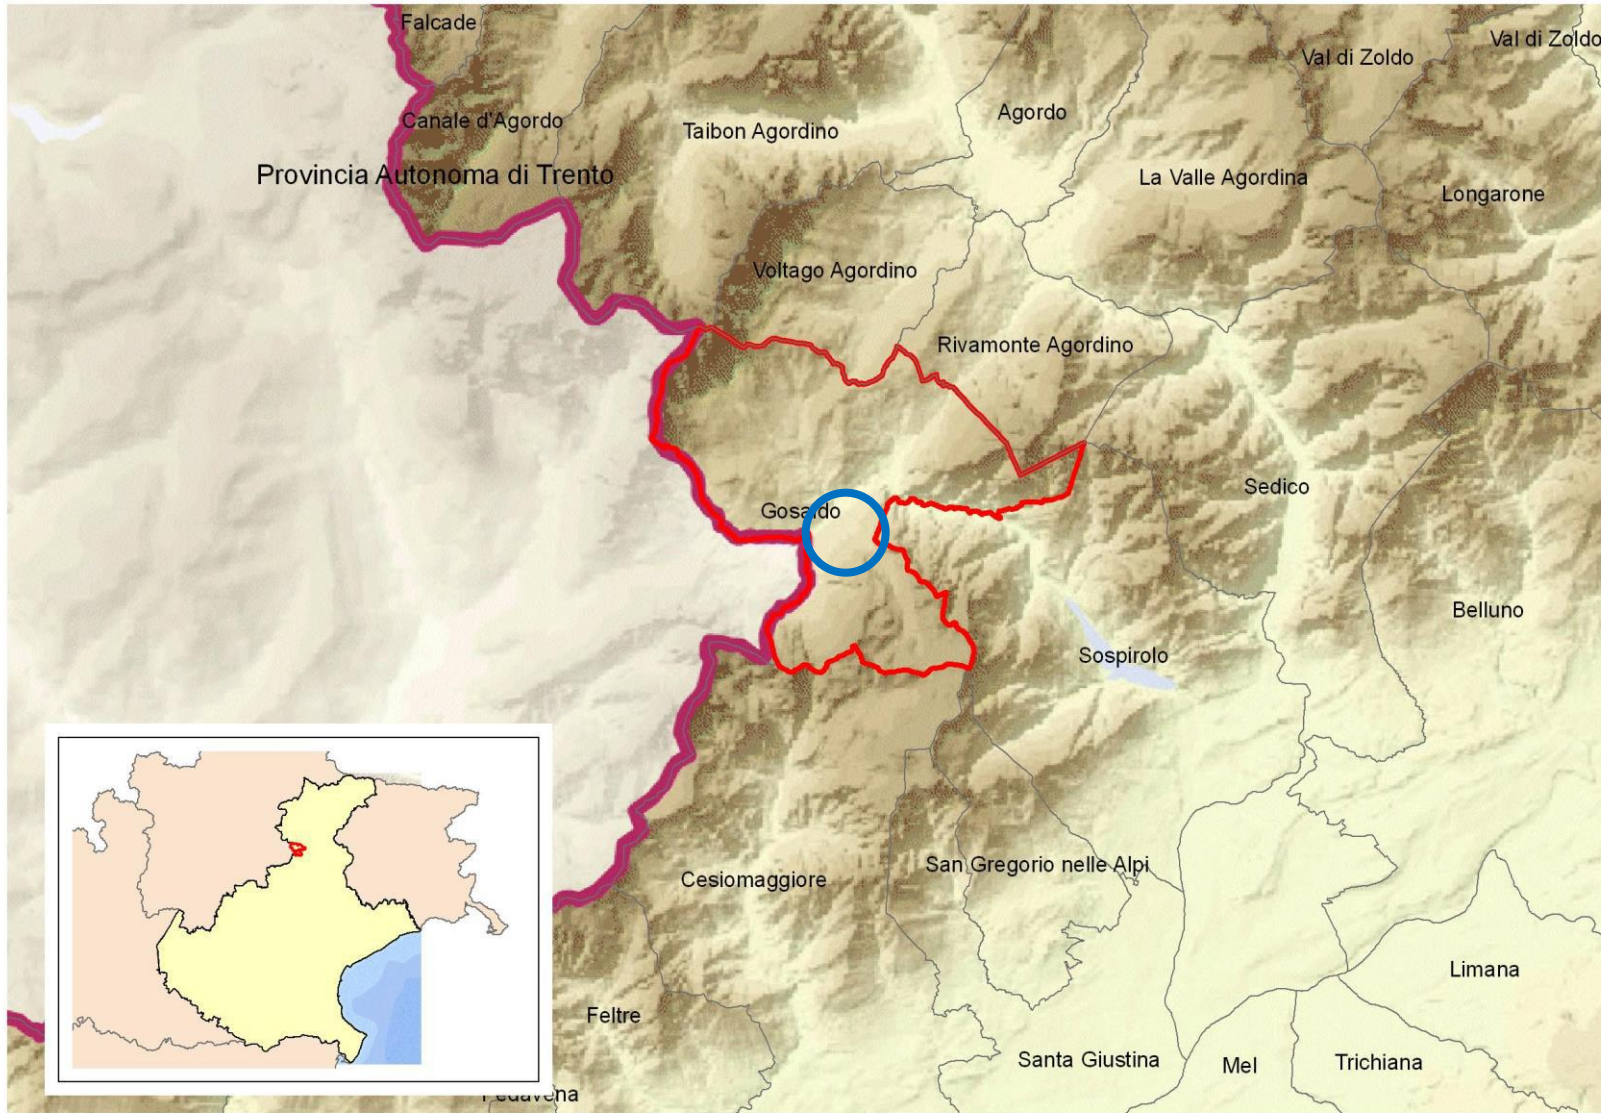 Falcade
Val di Zoldo
Val di Zoldo
Canale d'Agordo
Taibon Agordino
Agordo
Provincia Autonoma di Trento
La Valle Agordina
Longarone
Voltago Agordino
Rivamonte Agordino
Sedico
Gosaldo
Belluno
Sospirolo
Cesiomaggiore
San Gregorio nelle Alpi
Limana
Feltre
Santa Giustina
Mel
Trichiana
Pedavena